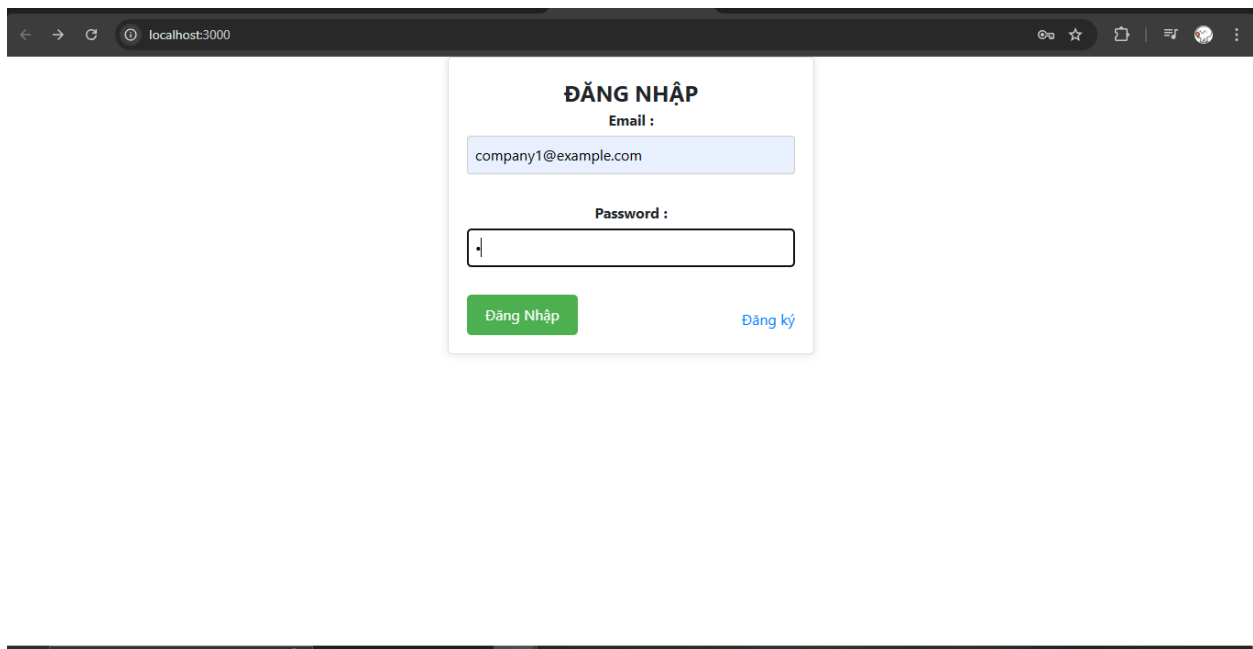 localhost:3000
ĐĂNG NHẬP
Email :
company1@example.com
Password :
•
Đăng Nhập
Đăng ký